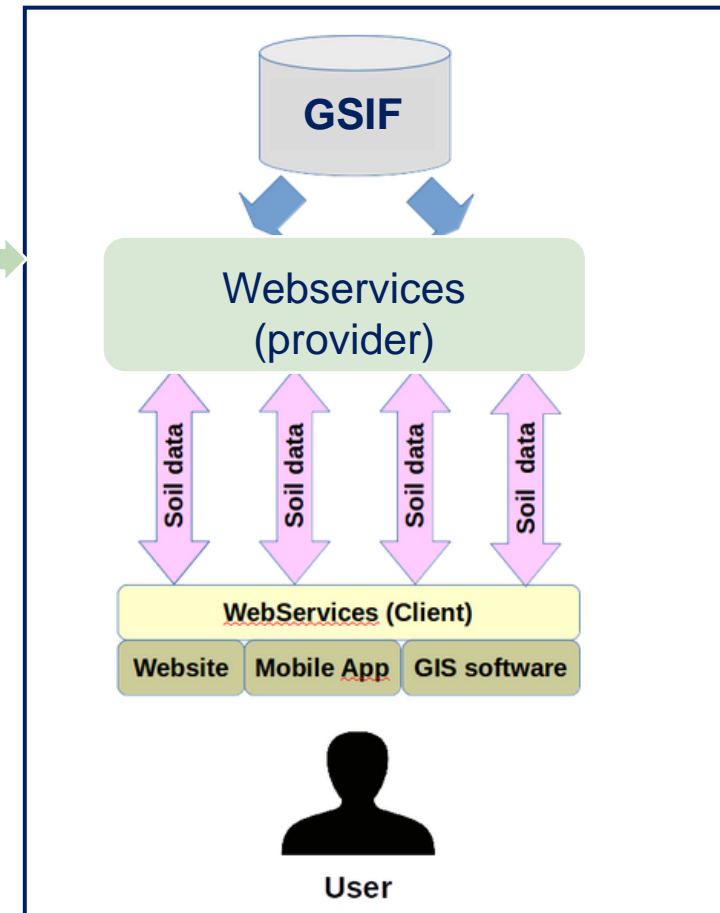 GSIF
Webservices
(provider)
Soil data
Soil data
Soil data
Soil data
WebServices (Client)
Website
Mobile App
GIS software
User